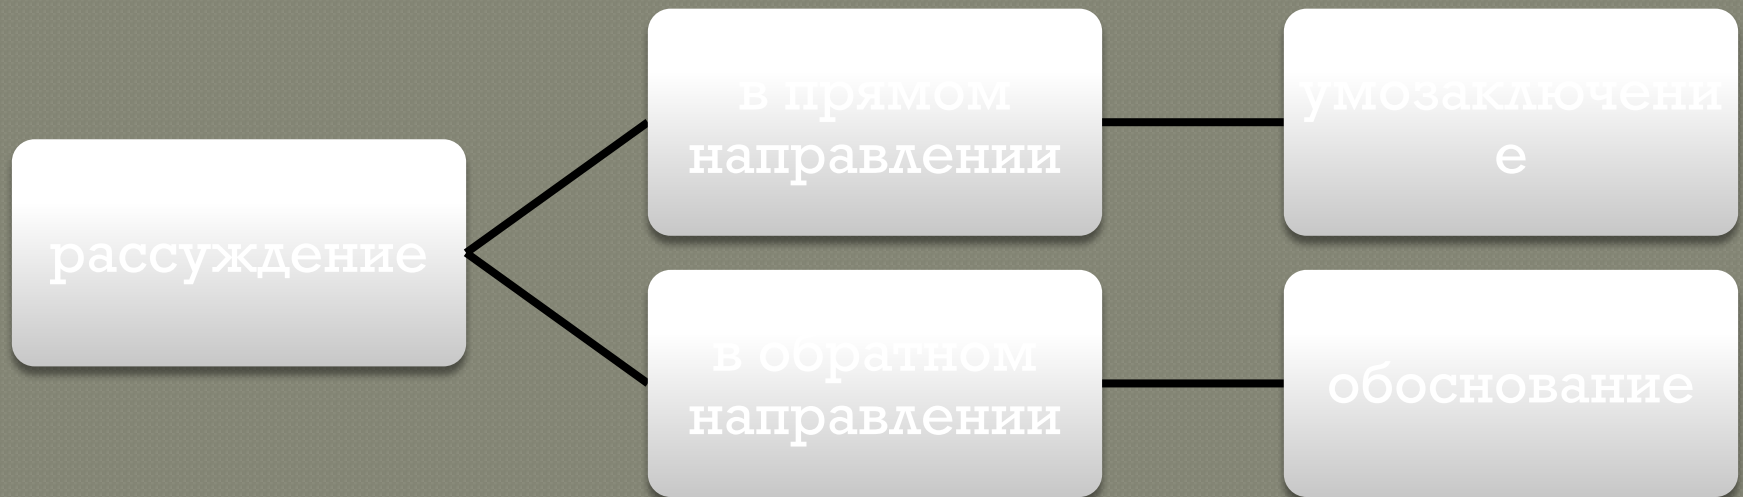 рассуждение
в прямом
направлении
умозаключени
е
в обратном
направлении
обоснование